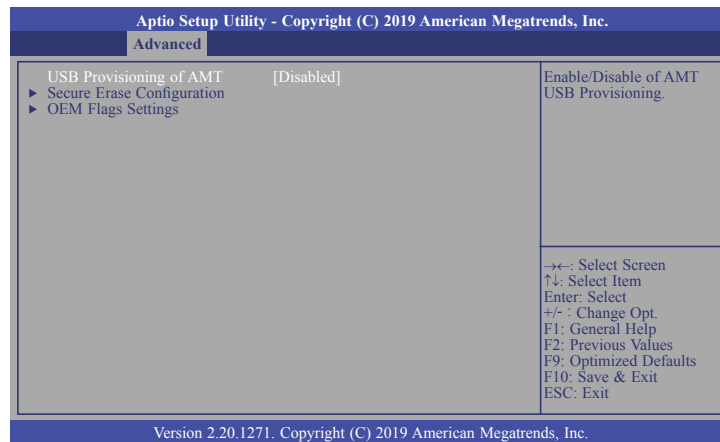 Aptio Setup Utility - Copyright (C) 2019 American Megatrends, Inc.
Advanced
USB Provisioning of AMT [Disabled]
► Secure Erase Configuration
► OEM Flags Settings
Enable/Disable of AMT
USB Provisioning.
→←: Select Screen
↑↓: Select Item
Enter: Select
+/- : Change Opt.
F1: General Help
F2: Previous Values
F9: Optimized Defaults
F10: Save & Exit
ESC: Exit
Version 2.20.1271. Copyright (C) 2019 American Megatrends, Inc.